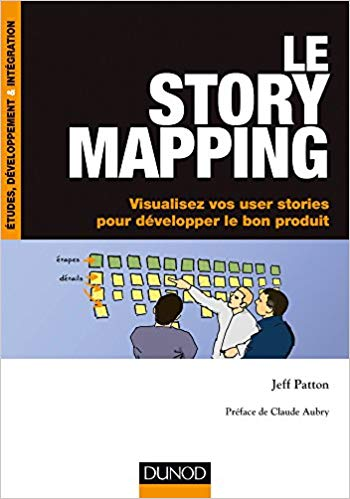 ÉTUDES, DÉVELOPPEMENT & INTÉGRATION
LE
STORY
MAPPING
Visualisez vos user stories
pour développer le bon produit
étapes
détails
Jeff Patton
Préface de Claude Aubry
DUNOD